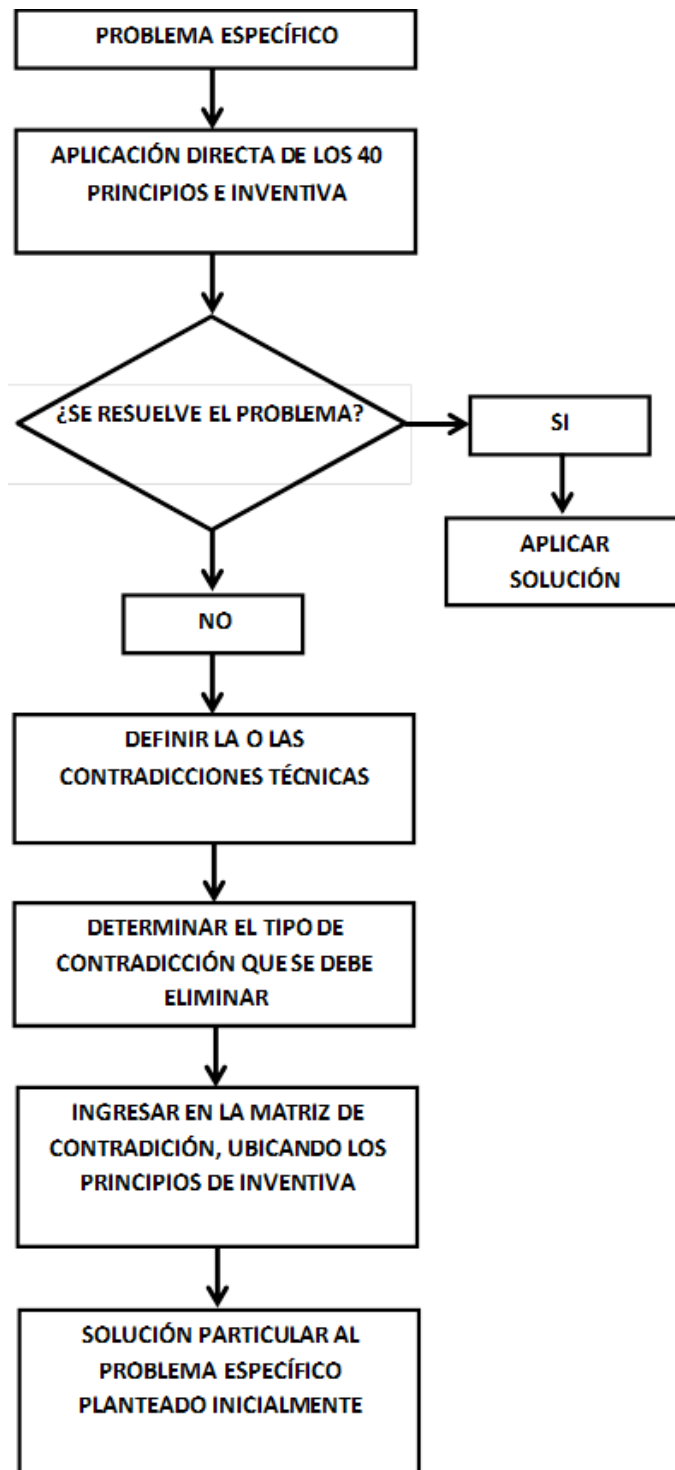 PROBLEMA ESPECÍFICO
APLICACIÓN DIRECTA DE LOS 40
PRINCIPIOS E INVENTIVA
¿SE RESUELVE EL PROBLEMA?
SI
APLICAR
SOLUCIÓN
NO
DEFINIR LA O LAS
CONTRADICCIONES TÉCNICAS
DETERMINAR EL TIPO DE
CONTRADICCIÓN QUE SE DEBE
ELIMINAR
INGRESAR EN LA MATRIZ DE
CONTRADICIÓN, UBICANDO LOS
PRINCIPIOS DE INVENTIVA
SOLUCIÓN PARTICULAR AL
PROBLEMA ESPECÍFICO
PLANTEADO INICIALMENTE